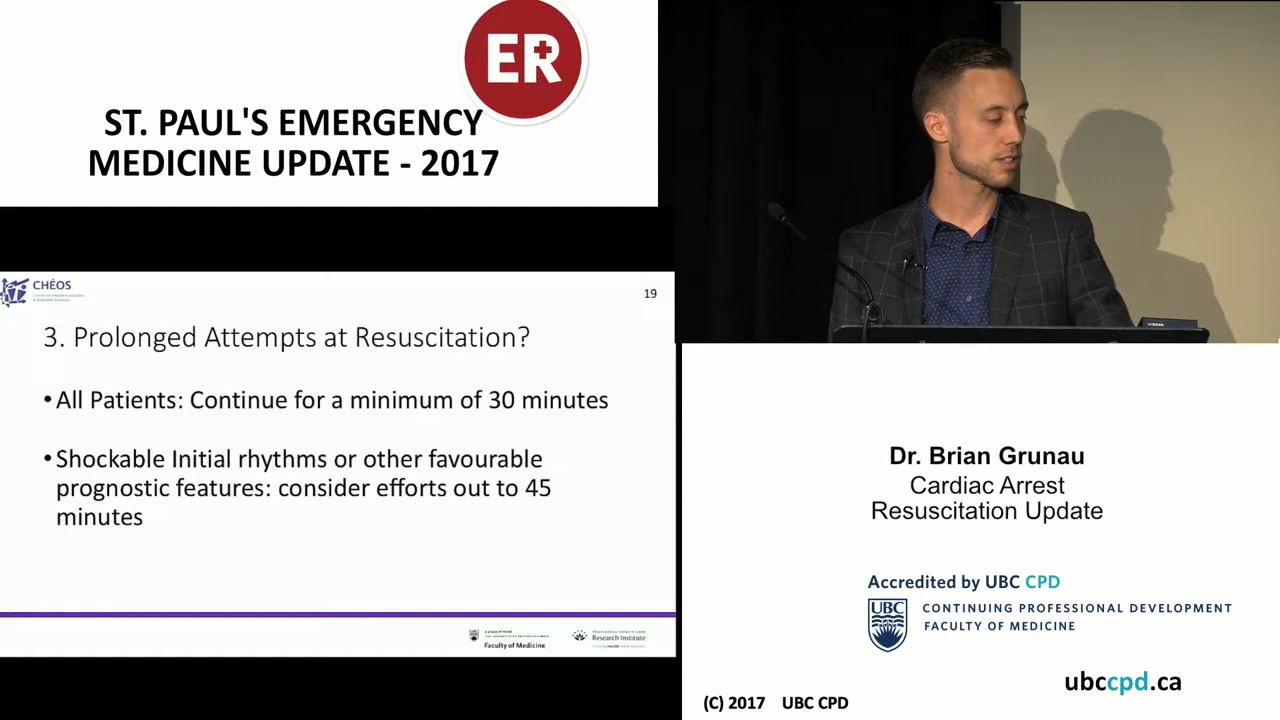 ER
ST. PAUL'S EMERGENCY
MEDICINE UPDATE - 2017
CHÉOS
19
3. Prolonged Attempts at Resuscitation?
• All Patients: Continue for a minimum of 30 minutes
• Shockable Initial rhythms or other favourable
prognostic features: consider efforts out to 45
minutes
Faculty of Medicine
Research Institute
Dr. Brian Grunau
Cardiac Arrest
Resuscitation Update
Accredited by UBC CPD
UBC
CONTINUING PROFESSIONAL DEVELOPMENT
FACULTY OF MEDICINE
ubccpd.ca
(C) 2017 UBC CPD